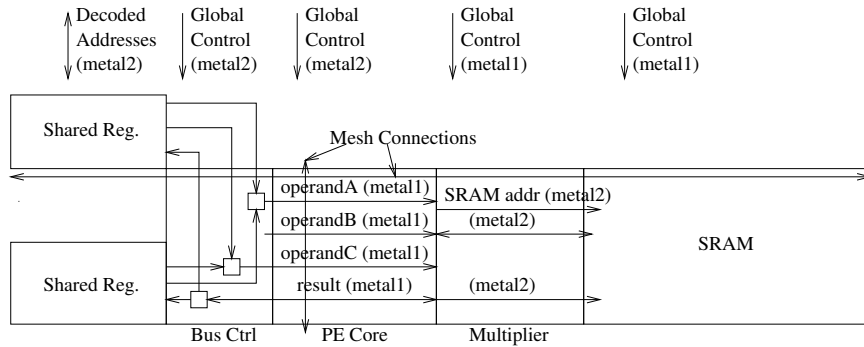 Decoded
Addresses
(metal2)
Global
Control
(metal2)
Global
Control
(metal2)
Global
Control
(metal1)
Global
Control
(metal1)
Shared Reg.
Mesh Connections
operandA (metal1)
SRAM addr (metal2)
operandB (metal1)
(metal2)
operandC (metal1)
SRAM
Shared Reg.
result (metal1)
(metal2)
Bus Ctrl
PE Core
Multiplier